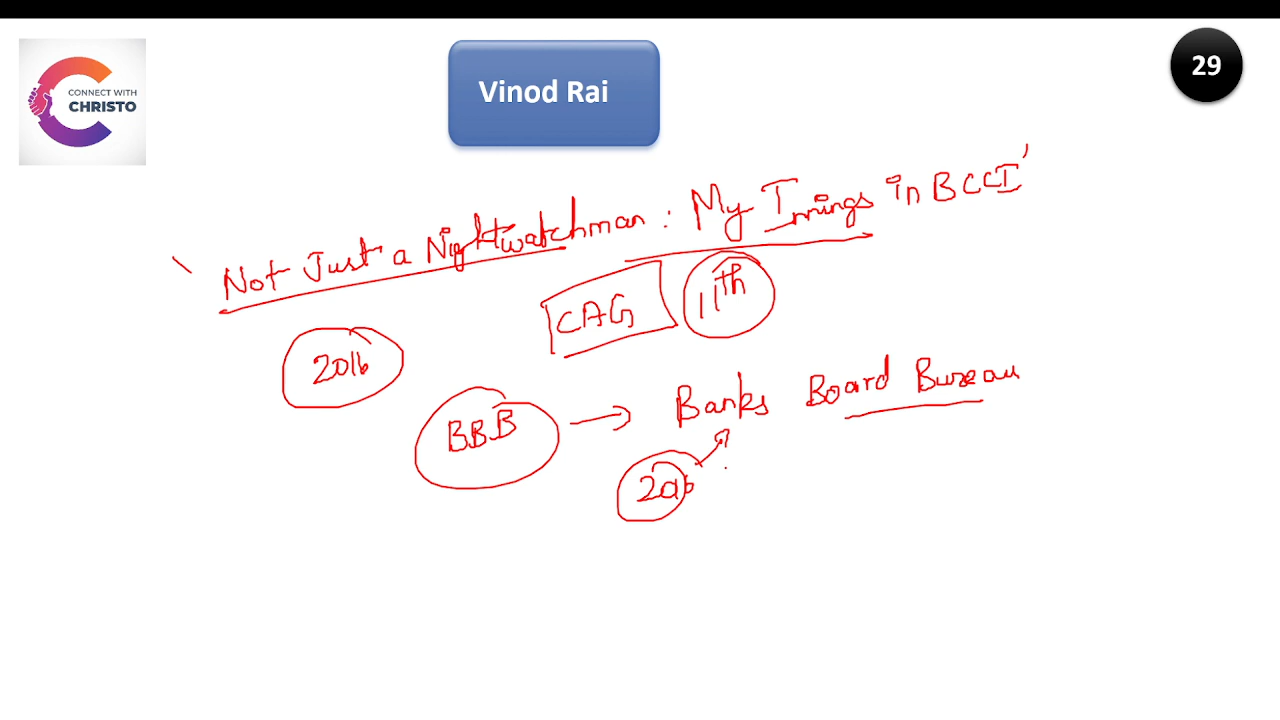 CONNECT WITH
CHRISTO
Vinod Rai
29
'Not Just a Nightwatchman: My Innings in BCCI'
CAG 11th
2016
BBB → Banks Board Bureau
2016